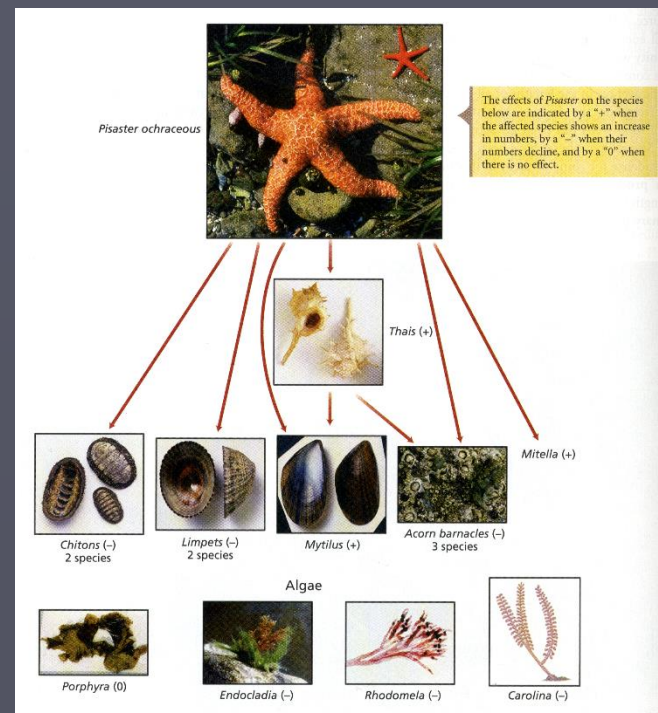 Pisaster ochraceous
The effects of Pisaster on the species
below are indicated by a “+” when
the affected species shows an increase
in numbers, by a “–” when their
numbers decline, and by a “0” when
there is no effect.
Thais (+)
Mitella (+)
Chitons (–)
2 species
Limpets (–)
2 species
Mytilus (+)
Acorn barnacles (–)
3 species
Algae
Porphyra (0)
Endocladia (–)
Rhodomela (–)
Carolina (–)